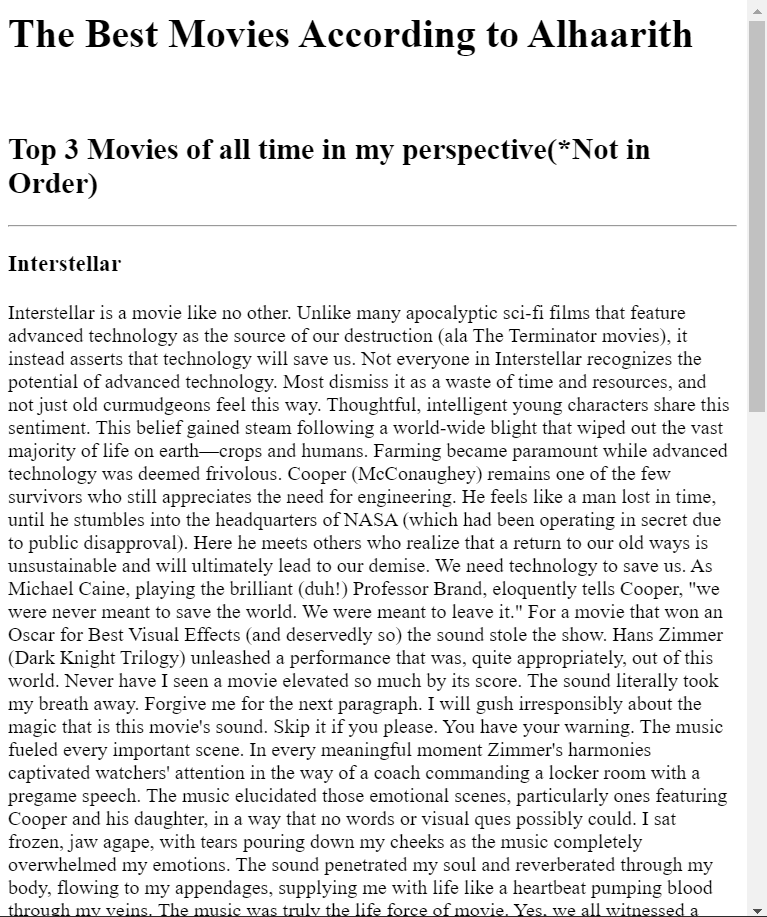 The Best Movies According to Alhaarith
Top 3 Movies of all time in my perspective(*Not in
Order)
Interstellar
Interstellar is a movie like no other. Unlike many apocalyptic sci-fi films that feature
advanced technology as the source of our destruction (ala The Terminator movies), it
instead asserts that technology will save us. Not everyone in Interstellar recognizes the
potential of advanced technology. Most dismiss it as a waste of time and resources, and
not just old curmudgeons feel this way. Thoughtful, intelligent young characters share this
sentiment. This belief gained steam following a world-wide blight that wiped out the vast
majority of life on earth—crops and humans. Farming became paramount while advanced
technology was deemed frivolous. Cooper (McConaughey) remains one of the few
survivors who still appreciates the need for engineering. He feels like a man lost in time,
until he stumbles into the headquarters of NASA (which had been operating in secret due
to public disapproval). Here he meets others who realize that a return to our old ways is
unsustainable and will ultimately lead to our demise. We need technology to save us. As
Michael Caine, playing the brilliant (duh!) Professor Brand, eloquently tells Cooper, "we
were never meant to save the world. We were meant to leave it." For a movie that won an
Oscar for Best Visual Effects (and deservedly so) the sound stole the show. Hans Zimmer
(Dark Knight Trilogy) unleashed a performance that was, quite appropriately, out of this
world. Never have I seen a movie elevated so much by its score. The sound literally took
my breath away. Forgive me for the next paragraph. I will gush irresponsibly about the
magic that is this movie's sound. Skip it if you please. You have your warning. The music
fueled every important scene. In every meaningful moment Zimmer's harmonies
captivated watchers' attention in the way of a coach commanding a locker room with a
pregame speech. The music elucidated those emotional scenes, particularly ones featuring
Cooper and his daughter, in a way that no words or visual ques possibly could. I sat
frozen, jaw agape, with tears pouring down my cheeks as the music completely
overwhelmed my emotions. The sound penetrated my soul and reverberated through my
body, flowing to my appendages, supplying me with life like a heartbeat pumping blood
through my veins. The music was truly the life force of movie. Yes, we all witnessed a